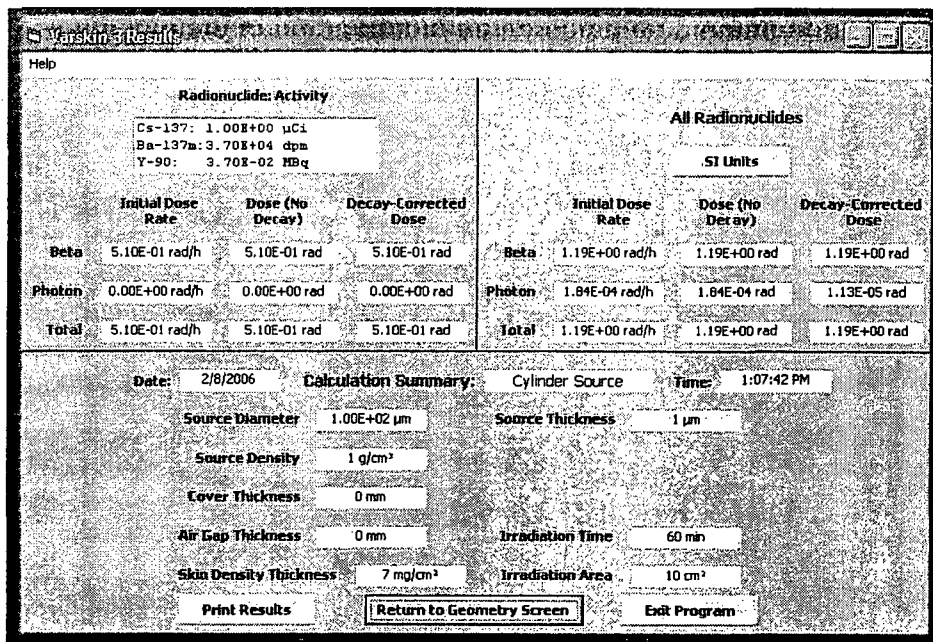 Varskin 3 Results
Help
Radionuclide: Activity
Cs-137: 1.00E+00 µCi
Ba-137m: 3.70E+04 dpm
Y-90: 3.70E-02 MBq
Initial Dose Rate Dose (No Decay) Decay-Corrected Dose
Beta 5.10E-01 rad/h 5.10E-01 rad 5.10E-01 rad
Photon 0.00E+00 rad/h 0.00E+00 rad 0.00E+00 rad
Total 5.10E-01 rad/h 5.10E-01 rad 5.10E-01 rad
All Radionuclides
SI Units
Initial Dose Rate Dose (No Decay) Decay-Corrected Dose
Beta 1.19E+00 rad/h 1.19E+00 rad 1.19E+00 rad
Photon 1.84E-04 rad/h 1.84E-04 rad 1.13E-05 rad
Total 1.19E+00 rad/h 1.19E+00 rad 1.19E+00 rad
Date: 2/8/2006 Calculation Summary: Cylinder Source Time: 1:07:42 PM
Source Diameter 1.00E+02 µm Source Thickness 1 µm
Source Density 1 g/cm³
Cover Thickness 0 mm
Air Gap Thickness 0 mm Irradiation Time 60 min
Skin Density Thickness 7 mg/cm² Irradiation Area 10 cm²
Print Results Return to Geometry Screen Exit Program